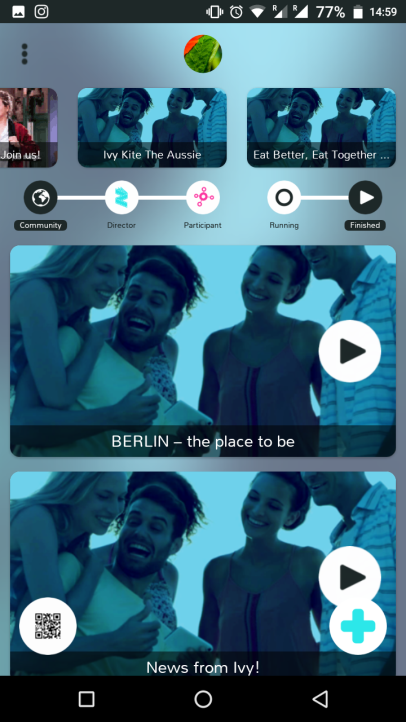 R
R
77%
14:59
Join us!
Ivy Kite The Aussie
Eat Better, Eat Together ...
Community
Director
Participant
Running
Finished
BERLIN – the place to be
News from Ivy!